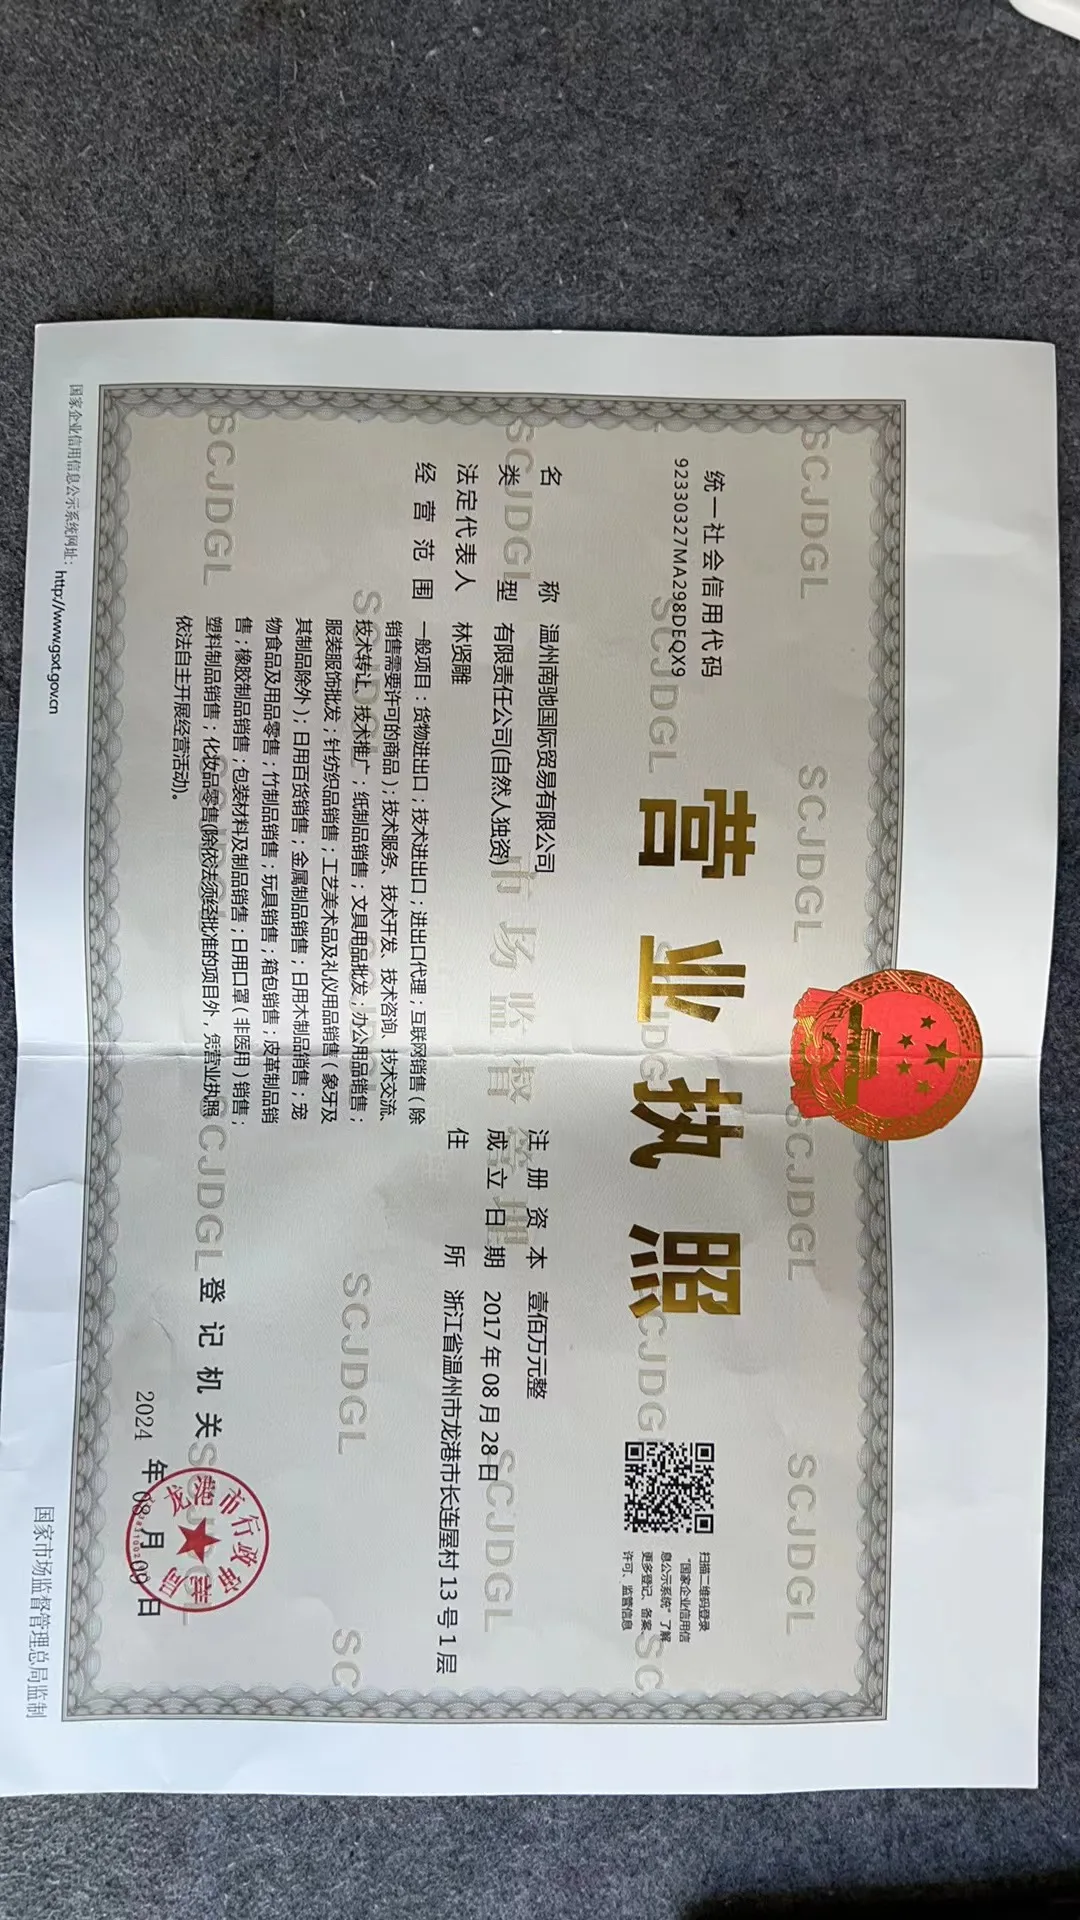 统一社会信用代码
92330327MA298DEQX9
营业执照
扫描二维码登录
“国家企业信用信
息公示系统”了解
更多登记、备案、
许可、监管信息
名称 温州南驰国际贸易有限公司
类型 有限责任公司(自然人独资)
法定代表人 林贤雕
经营范围 一般项目：货物进出口；技术进出口；进出口代理；互联网销售（除
销售需要许可的商品）；技术服务、技术开发、技术咨询、技术交流、
技术转让、技术推广；纸制品销售；文具用品批发；办公用品销售；
服装服饰批发；针纺织品销售；工艺美术品及礼仪用品销售（象牙及
其制品除外）；日用百货销售；金属制品销售；日用木制品销售；宠
物食品及用品零售；竹制品销售；玩具销售；箱包销售；皮革制品销
售；橡胶制品销售；包装材料及制品销售；日用口罩（非医用）销售；
塑料制品销售；化妆品零售(除依法须经批准的项目外，凭营业执照
依法自主开展经营活动)。
注册资本 壹佰万元整
成立日期 2017年08月28日
住所 浙江省温州市龙港市长连屋村13号1层
登记机关
龙港市行政审批局
2024年08月09日
国家企业信用信息公示系统网址：http://www.gsxt.gov.cn
国家市场监督管理总局监制
SCJDGL
市场监督管理